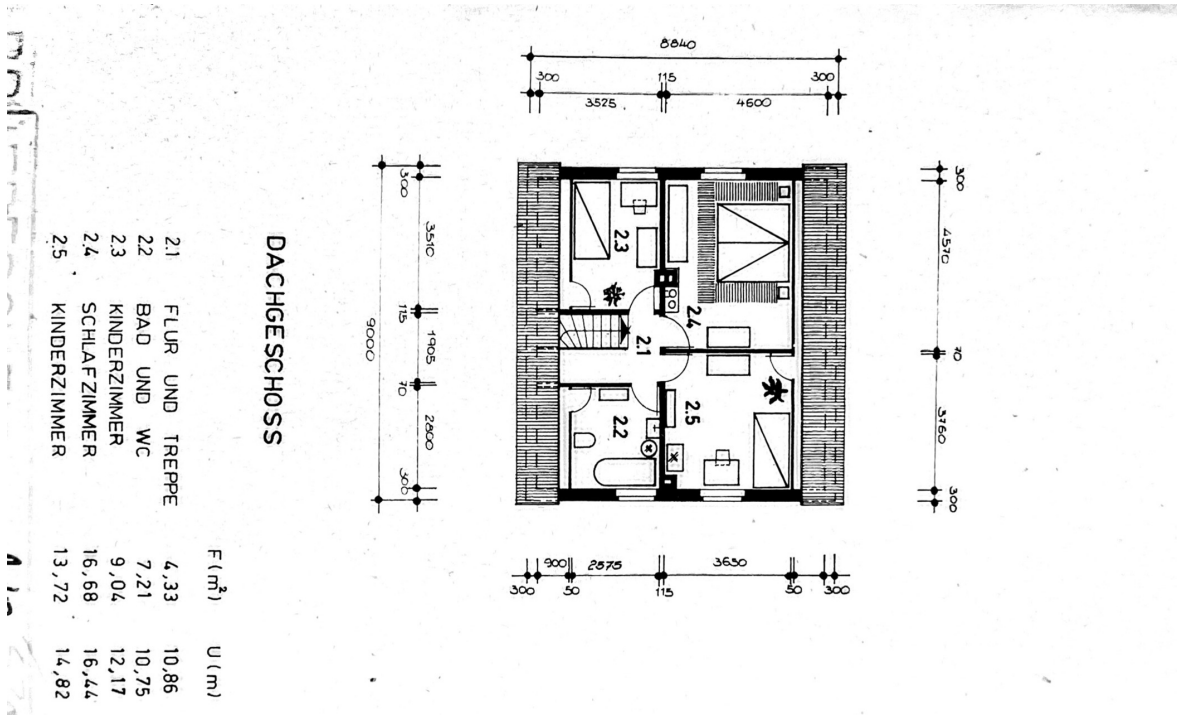 DACHGESCHOSS
F(m²) U(m)
2.1 FLUR UND TREPPE 4,33 10,86
2.2 BAD UND WC 7,21 10,75
2.3 KINDERZIMMER 9,04 12,17
2.4 SCHLAFZIMMER 16,68 16,44
2.5 KINDERZIMMER 13,72 14,82
8840
300 115 300
3525 4600
300
4570
70
3760
300
300
3510
115
1905
70
2800
300
9000
2.3
2.4
2.1
2.5
2.2
900 2575 3650
300 50 115 50 300